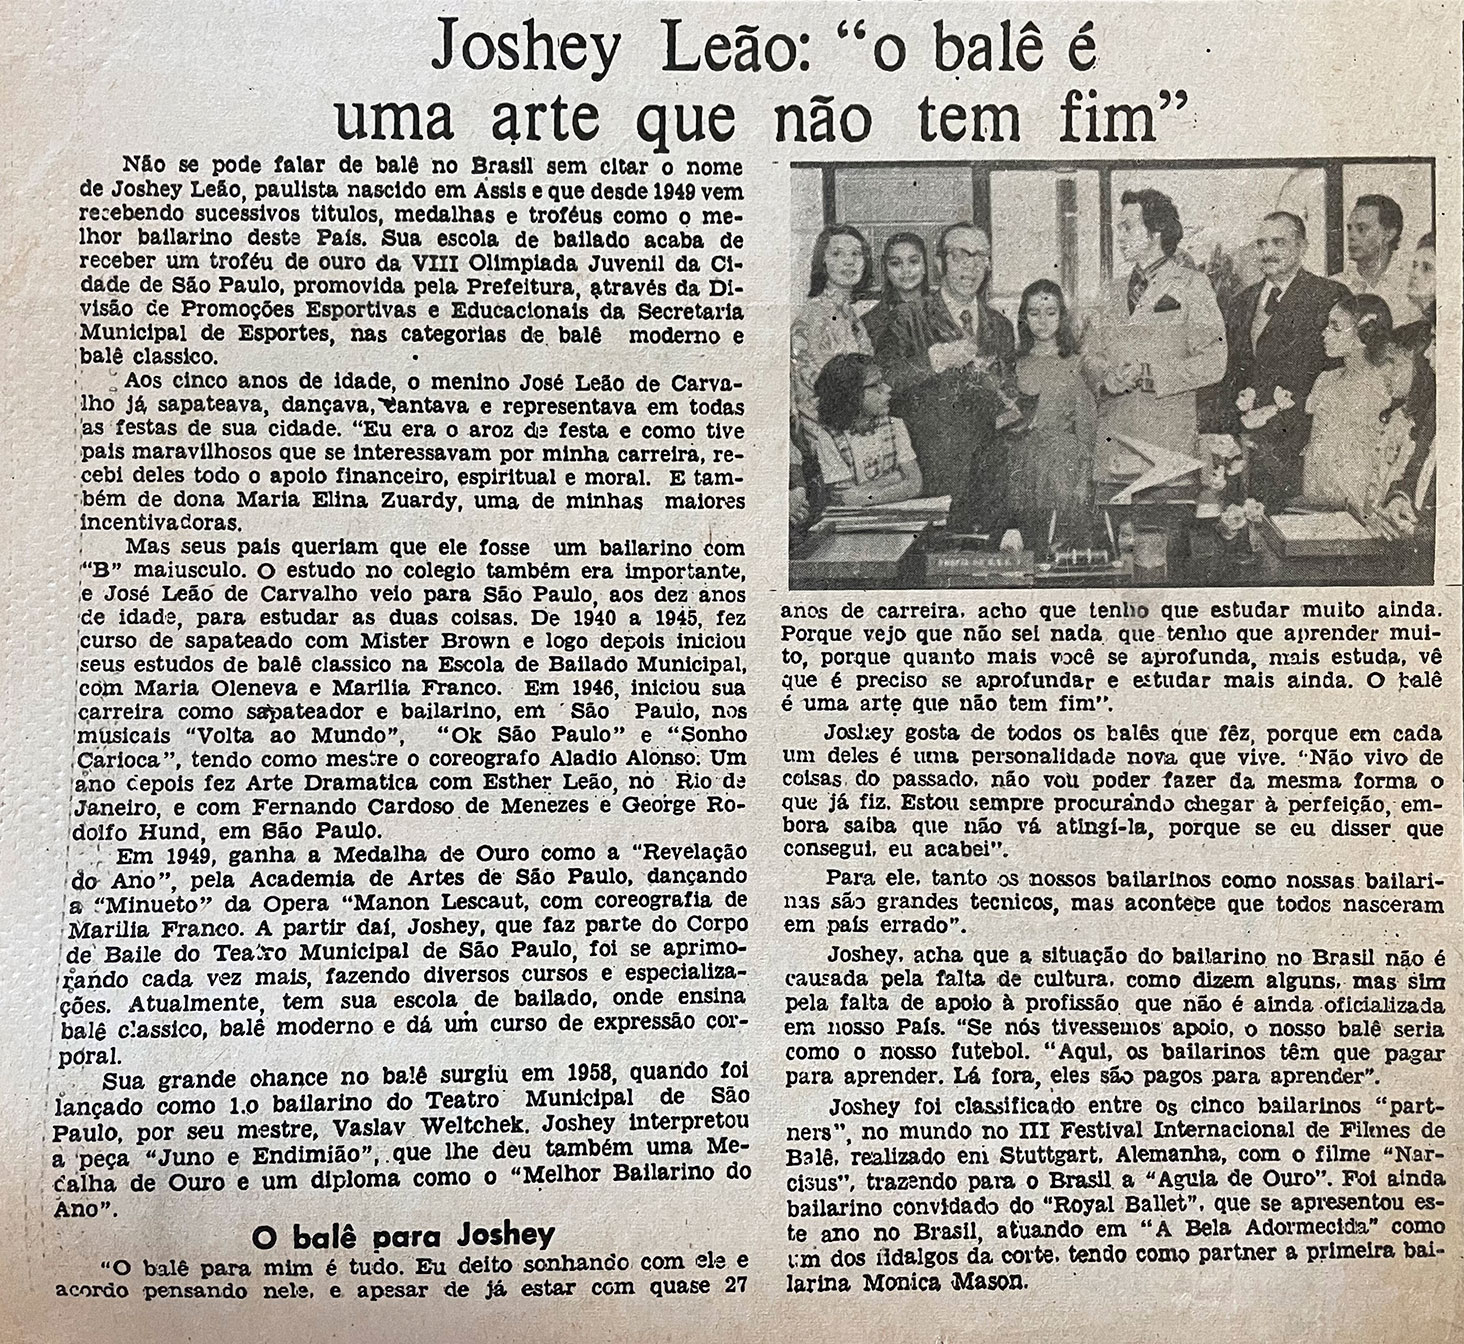 Joshey Leão: “o balê é
uma arte que não tem fim”
Não se pode falar de balê no Brasil sem citar o nome
de Joshey Leão, paulista nascido em Assis e que desde 1949 vem
recebendo sucessivos titulos, medalhas e troféus como o me-
lhor bailarino deste País. Sua escola de bailado acaba de
receber um troféu de ouro da VIII Olimpiada Juvenil da Ci-
dade de São Paulo, promovida pela Prefeitura, através da Di-
visão de Promoções Esportivas e Educacionais da Secretaria
Municipal de Esportes, nas categorias de balê moderno e
balê classico.
Aos cinco anos de idade, o menino José Leão de Carva-
lho já sapateava, dançava, cantava e representava em todas
as festas de sua cidade. “Eu era o aroz de festa e como tive
pais maravilhosos que se interessavam por minha carreira, re-
cebi deles todo o apoio financeiro, espiritual e moral. E tam-
bém de dona Maria Elina Zuardy, uma de minhas maiores
incentivadoras.
Mas seus pais queriam que ele fosse um bailarino com
“B” maiusculo. O estudo no colegio também era importante,
e José Leão de Carvalho veio para São Paulo, aos dez anos
de idade, para estudar as duas coisas. De 1940 a 1945, fez
curso de sapateado com Mister Brown e logo depois iniciou
seus estudos de balê classico na Escola de Bailado Municipal,
com Maria Oleneva e Marilia Franco. Em 1946, iniciou sua
carreira como sapateador e bailarino, em São Paulo, nos
musicais “Volta ao Mundo”, “Ok São Paulo” e “Sonho
Carioca”, tendo como mestre o coreografo Aladio Alonso. Um
ano depois fez Arte Dramatica com Esther Leão, no Rio de
Janeiro, e com Fernando Cardoso de Menezes e George Ro-
dolfo Hund, em São Paulo.
Em 1949, ganha a Medalha de Ouro como a “Revelação
do Ano”, pela Academia de Artes de São Paulo, dançando
a “Minueto” da Opera “Manon Lescaut, com coreografia de
Marilia Franco. A partir daí, Joshey, que faz parte do Corpo
de Baile do Teatro Municipal de São Paulo, foi se aprimo-
rando cada vez mais, fazendo diversos cursos e especializa-
ções. Atualmente, tem sua escola de bailado, onde ensina
balê classico, balê moderno e dá um curso de expressão cor-
poral.
Sua grande chance no balê surgiu em 1958, quando foi
lançado como 1.o bailarino do Teatro Municipal de São
Paulo, por seu mestre, Vaslav Weltchek. Joshey interpretou
a peça “Juno e Endimião”, que lhe deu também uma Me-
dalha de Ouro e um diploma como o “Melhor Bailarino do
Ano”.
O balê para Joshey
“O balê para mim é tudo. Eu deito sonhando com ele e
acordo pensando nele, e apesar de já estar com quase 27
anos de carreira, acho que tenho que estudar muito ainda.
Porque vejo que não sei nada, que tenho que aprender mui-
to, porque quanto mais você se aprofunda, mais estuda, vê
que é preciso se aprofundar e estudar mais ainda. O balê
é uma arte que não tem fim”.
Joshey gosta de todos os balês que fêz, porque em cada
um deles é uma personalidade nova que vive. “Não vivo de
coisas do passado, não vou poder fazer da mesma forma o
que já fiz. Estou sempre procurando chegar à perfeição, em-
bora saiba que não vá atingi-la, porque se eu disser que
consegui, eu acabei”.
Para ele, tanto os nossos bailarinos como nossas bailari-
nas são grandes tecnicos, mas acontece que todos nasceram
em país errado”.
Joshey, acha que a situação do bailarino no Brasil não é
causada pela falta de cultura, como dizem alguns, mas sim
pela falta de apoio à profissão que não é ainda oficializada
em nosso País. “Se nós tivessemos apoio, o nosso balê seria
como o nosso futebol. “Aqui, os bailarinos têm que pagar
para aprender. Lá fora, eles são pagos para aprender”.
Joshey foi classificado entre os cinco bailarinos “part-
ners”, no mundo no III Festival Internacional de Filmes de
Balê, realizado em Stuttgart, Alemanha, com o filme “Nar-
cisus”, trazendo para o Brasil a “Aguia de Ouro”. Foi ainda
bailarino convidado do “Royal Ballet”, que se apresentou es-
te ano no Brasil, atuando em “A Bela Adormecida” como
um dos fidalgos da corte, tendo como partner a primeira bai-
larina Monica Mason.